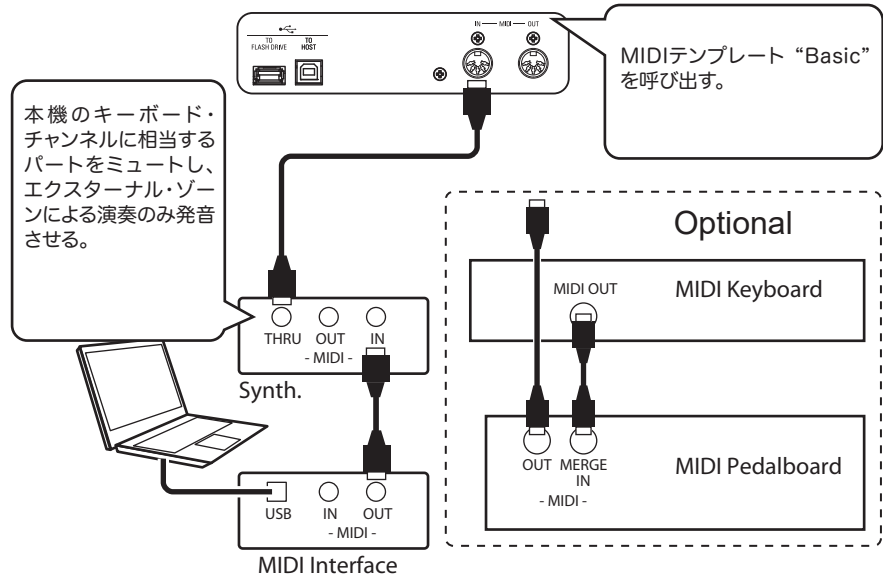 TO
FLASH DRIVE
TO
HOST
IN — MIDI — OUT
MIDIテンプレート“Basic”
を呼び出す。
本機のキーボード・
チャンネルに相当する
パートをミュートし、
エクスターナル・ゾー
ンによる演奏のみ発音
させる。
Optional
MIDI OUT
MIDI Keyboard
THRU OUT IN
- MIDI -
Synth.
OUT MERGE
IN
- MIDI -
MIDI Pedalboard
USB IN OUT
- MIDI -
MIDI Interface